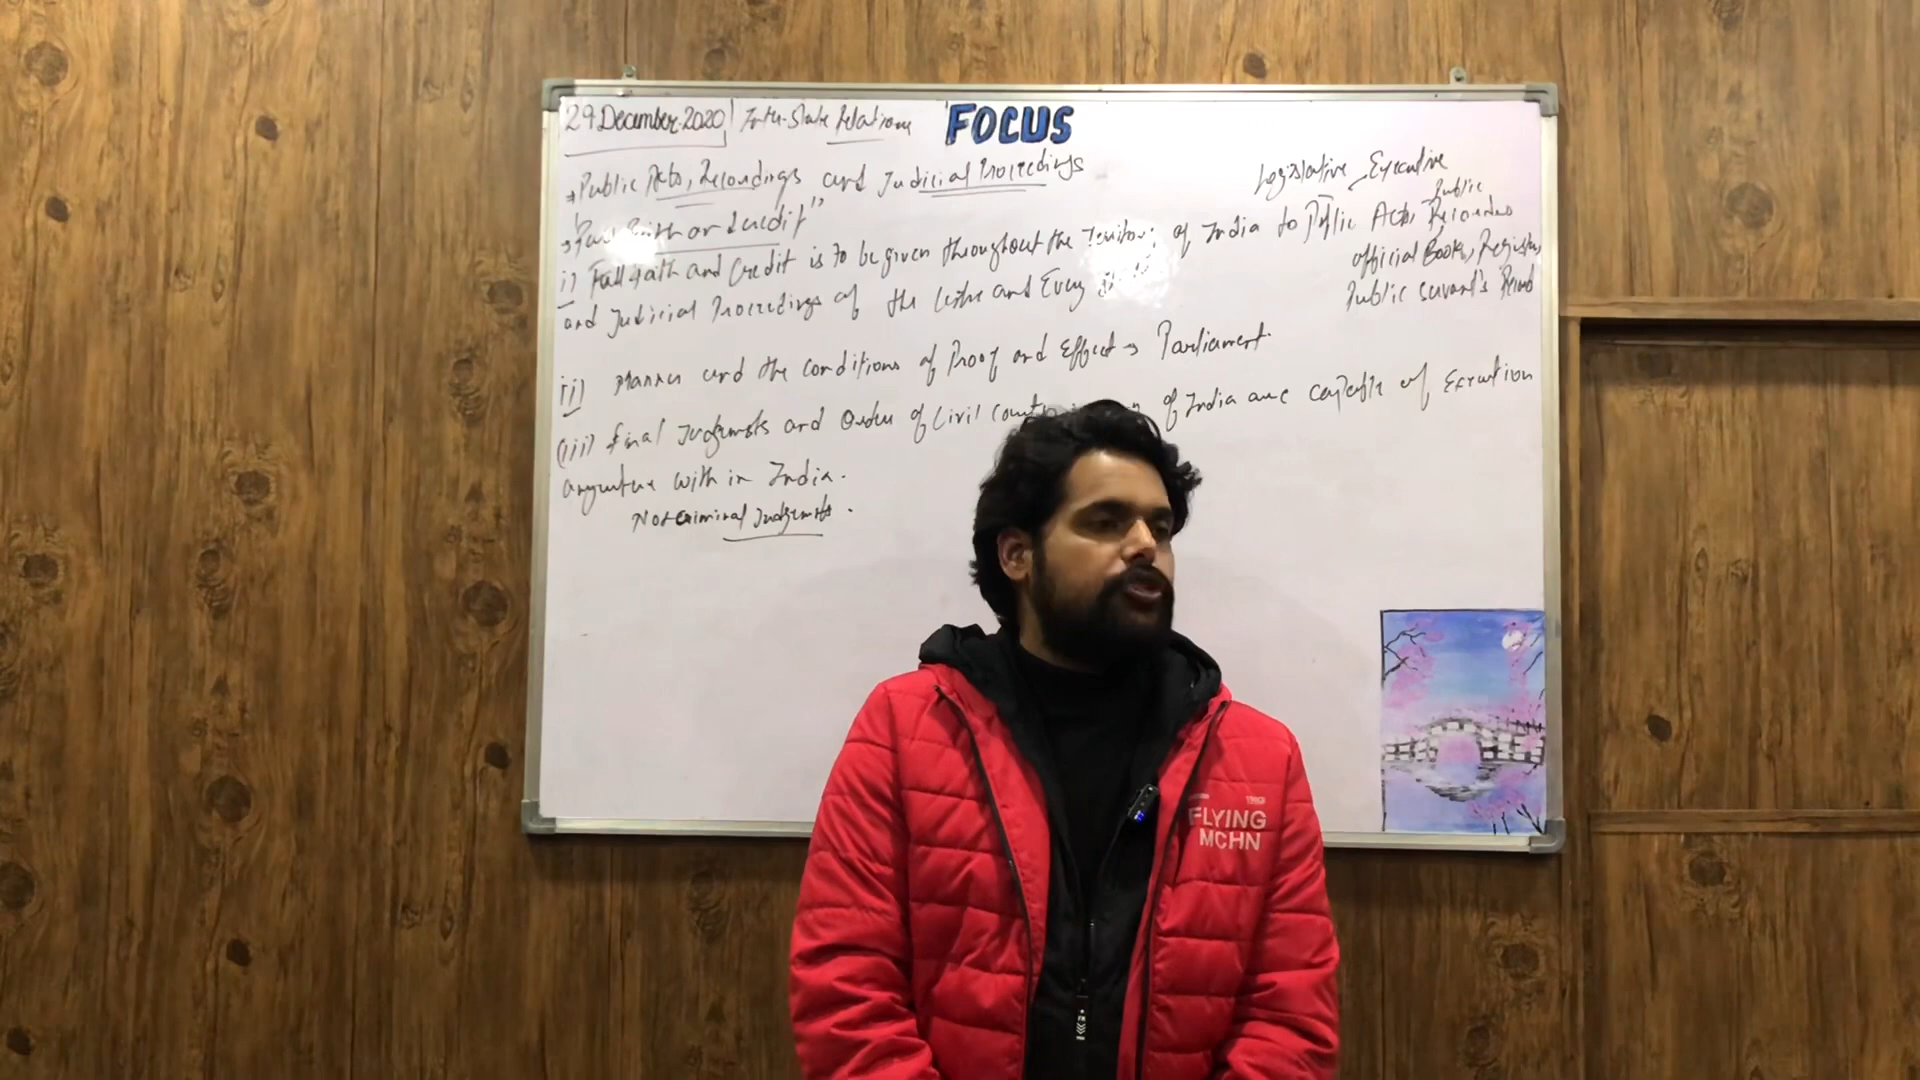 29 December 2020 Inter-State Relations FOCUS
Public Acts, Recordings and Judicial Proceedings
Legislative Executive
Public
"Full Faith or Credit"
i) Full Faith and Credit is to be given throughout the Territory of India to Public Acts, Records
official Books, Registers,
and Judicial Proceedings of the Centre and Every
Public Servant's Record
ii) Manner and the conditions of Proof and Effect → Parliament.
(iii) final Judgements and Orders of Civil Courts of India are capable of Execution
anywhere with in India.
Not Criminal Judgements.
FLYING
MCHN